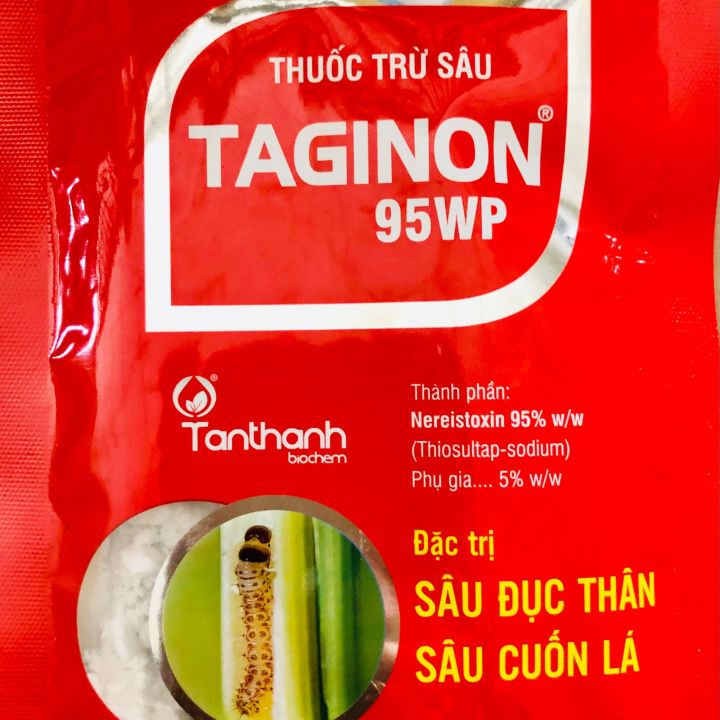 THUỐC TRỪ SÂU
TAGINON®
95WP
®
Tanthanh
biochem
Thành phần:
Nereistoxin 95% w/w
(Thiosultap-sodium)
Phụ gia.... 5% w/w
Đặc trị
SÂU ĐỤC THÂN
SÂU CUỐN LÁ